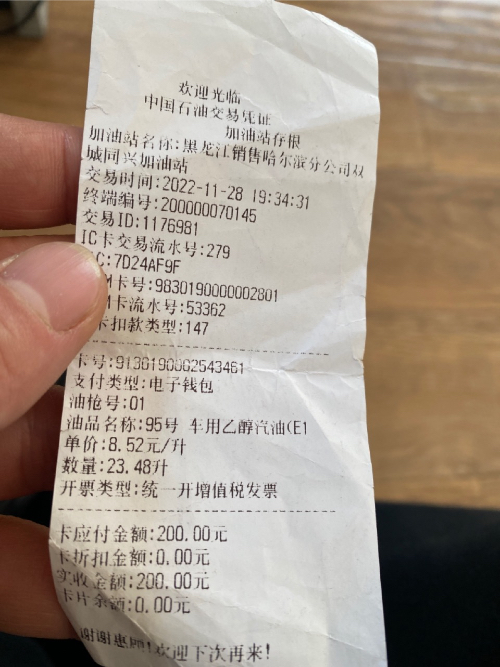 欢迎光临
中国石油交易凭证
加油站存根
加油站名称:黑龙江销售哈尔滨分公司双
城同兴加油站
交易时间:2022-11-28 19:34:31
终端编号:200000070145
交易ID:1176981
IC卡交易流水号:279
C:7D24AF9F
M卡号:9830190000002801
M卡流水号:53362
卡扣款类型:147
卡号:9138190002543461
支付类型:电子钱包
油枪号:01
油品名称:95号 车用乙醇汽油(E1
单价:8.52元/升
数量:23.48升
开票类型:统一开增值税发票
卡应付金额:200.00元
卡折扣金额:0.00元
实收金额:200.00元
卡片余额:0.00元
谢谢惠顾!欢迎下次再来!